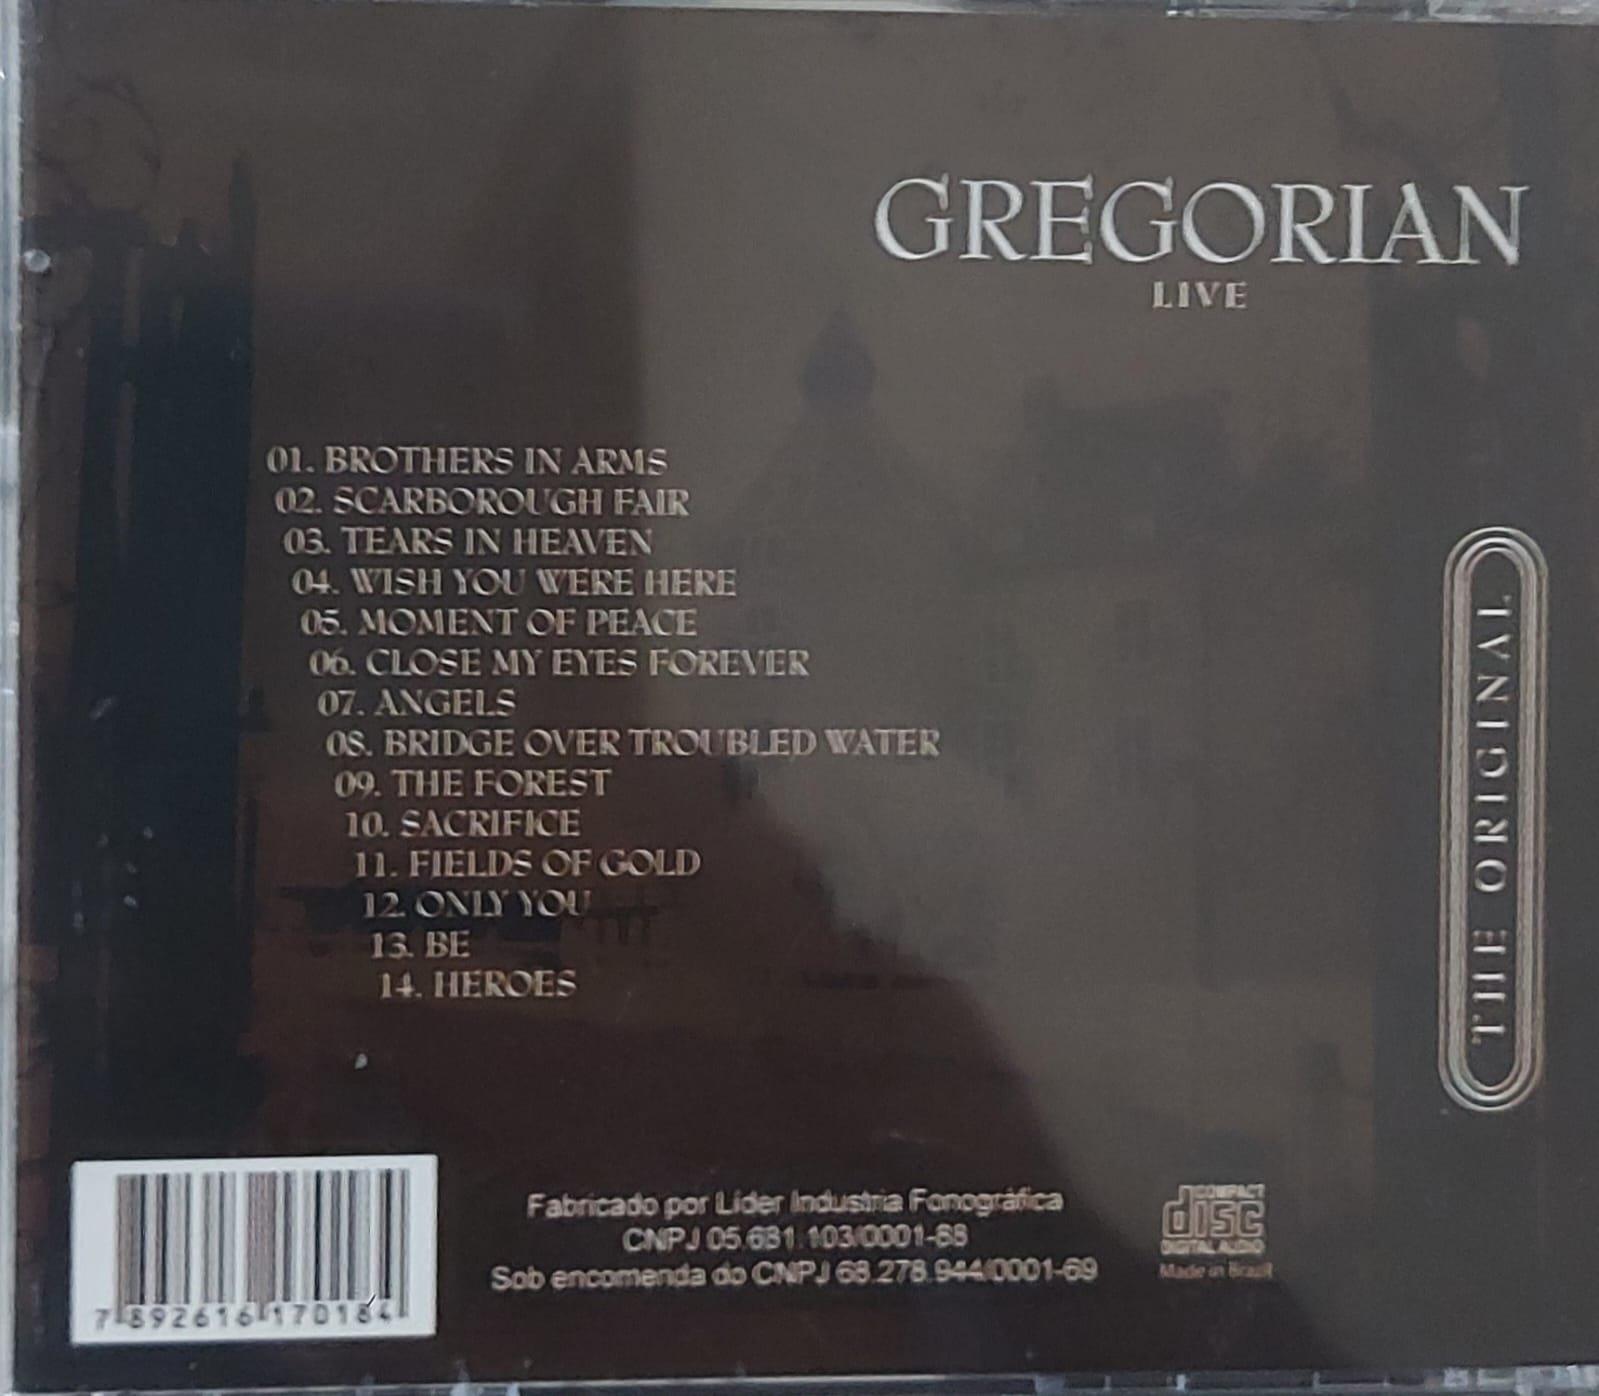 GREGORIAN
LIVE
01. BROTHERS IN ARMS
02. SCARBOROUGH FAIR
03. TEARS IN HEAVEN
04. WISH YOU WERE HERE
05. MOMENT OF PEACE
06. CLOSE MY EYES FOREVER
07. ANGELS
08. BRIDGE OVER TROUBLED WATER
09. THE FOREST
10. SACRIFICE
11. FIELDS OF GOLD
12. ONLY YOU
13. BE
14. HEROES
THE ORIGINAL
Fabricado por Líder Industria Fonográfica
CNPJ 05.681.103/0001-68
Sob encomenda do CNPJ 68.278.944/0001-69
COMPACT
disc
DIGITAL AUDIO
Made in Brazil
7 892616 170184